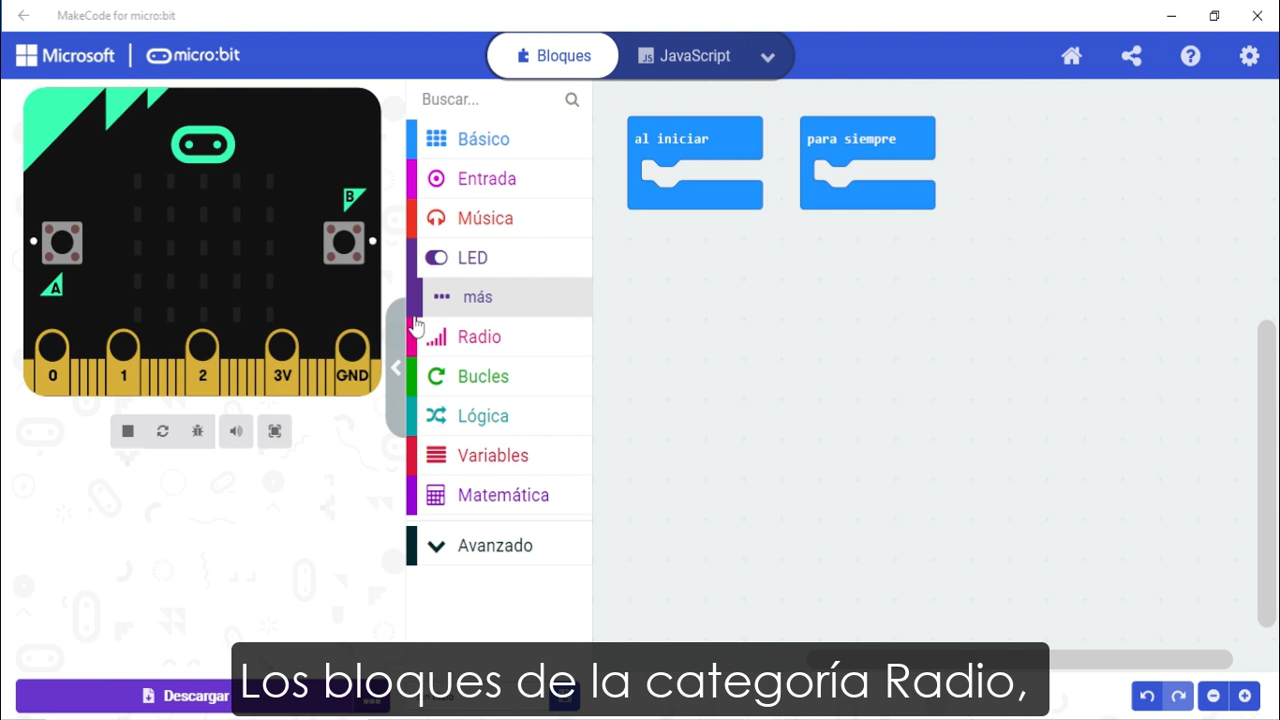 MakeCode for micro:bit
Microsoft
micro:bit
Bloques
JavaScript
Buscar...
Básico
Entrada
Música
LED
más
Radio
Bucles
Lógica
Variables
Matemática
Avanzado
al iniciar
para siempre
B
A
0 1 2 3V GND
Descargar
Los bloques de la categoría Radio,